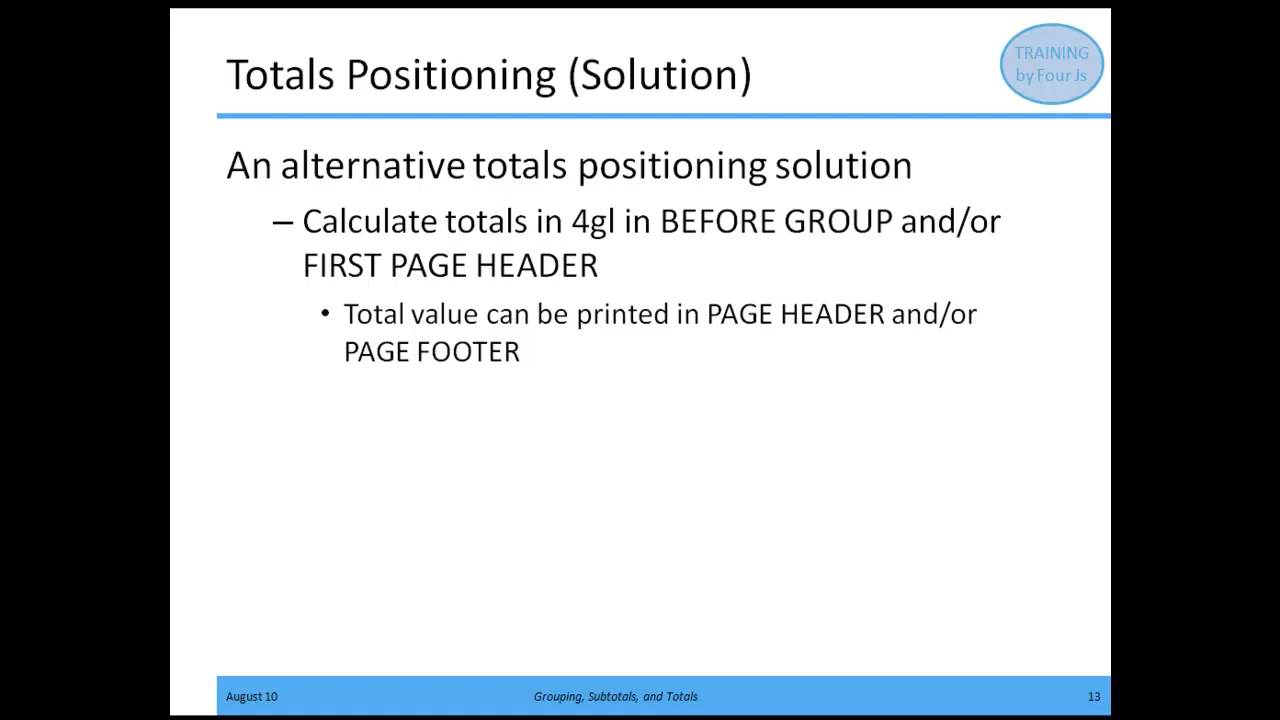 Totals Positioning (Solution)
TRAINING
by Four Js
An alternative totals positioning solution
– Calculate totals in 4gl in BEFORE GROUP and/or
FIRST PAGE HEADER
• Total value can be printed in PAGE HEADER and/or
PAGE FOOTER
August 10
Grouping, Subtotals, and Totals
13